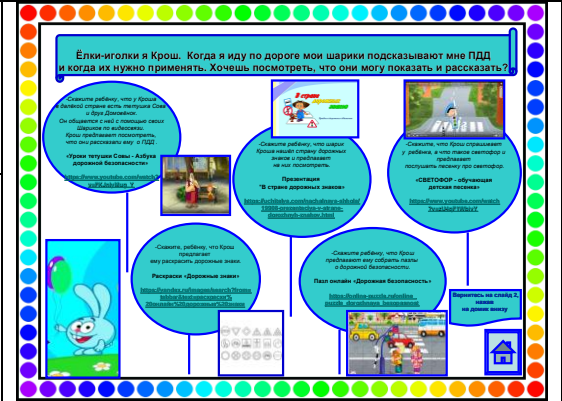 Ёлки-иголки я Крош. Когда я иду по дороге мои шарики подсказывают мне ПДД
и когда их нужно применять. Хочешь посмотреть, что они могу показать и рассказать?
-Скажите ребёнку, что у Кроша
в далёкой стране есть тетушка Сова
и друг Домовёнок.
Он общается с ней с помощью своих
Шариков по видеосвязи.
Крош предлагает посмотреть,
что они рассказали ему о ПДД .
«Уроки тетушки Совы - Азбука
дорожной безопасности»
-Скажите ребёнку, что шарик
Кроша нашёл страну дорожных
знаков и предлагает
на них посмотреть.
Презентация
"В стране дорожных знаков»
-Скажите, что Крош спрашивает
у ребёнка, а что такое светофор и
предлагает
послушать песенку про светофор.
«СВЕТОФОР - обучающая
детская песенка»
-Скажите, ребёнку, что Крош
предлагает
ему раскрасить дорожные знаки.
Раскраски «Дорожные знаки»
-Скажите ребёнку, что Крош
предлагают ему собрать пазлы
о дорожной безопасности.
Пазл онлайн «Дорожная безопасность»
Вернитесь на слайд 2,
нажав
на домик внизу